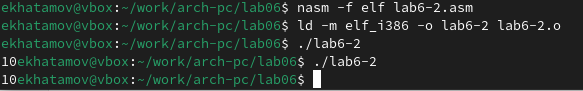 ekhatamov@vbox:~/work/arch-pc/lab06$ nasm -f elf lab6-2.asm
ekhatamov@vbox:~/work/arch-pc/lab06$ ld -m elf_i386 -o lab6-2 lab6-2.o
ekhatamov@vbox:~/work/arch-pc/lab06$ ./lab6-2
10ekhatamov@vbox:~/work/arch-pc/lab06$ ./lab6-2
10ekhatamov@vbox:~/work/arch-pc/lab06$